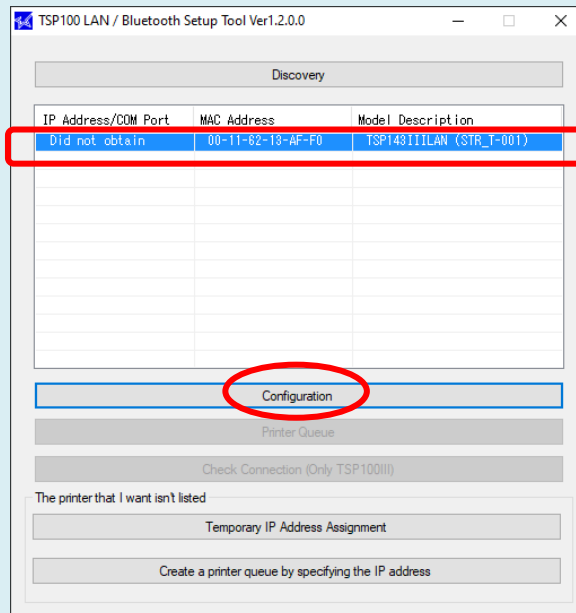 TSP100 LAN / Bluetooth Setup Tool Ver1.2.0.0
Discovery
IP Address/COM Port MAC Address Model Description
Did not obtain 00-11-62-13-AF-F0 TSP143IIILAN (STR_T-001)
Configuration
Printer Queue
Check Connection (Only TSP100III)
The printer that I want isn't listed
Temporary IP Address Assignment
Create a printer queue by specifying the IP address